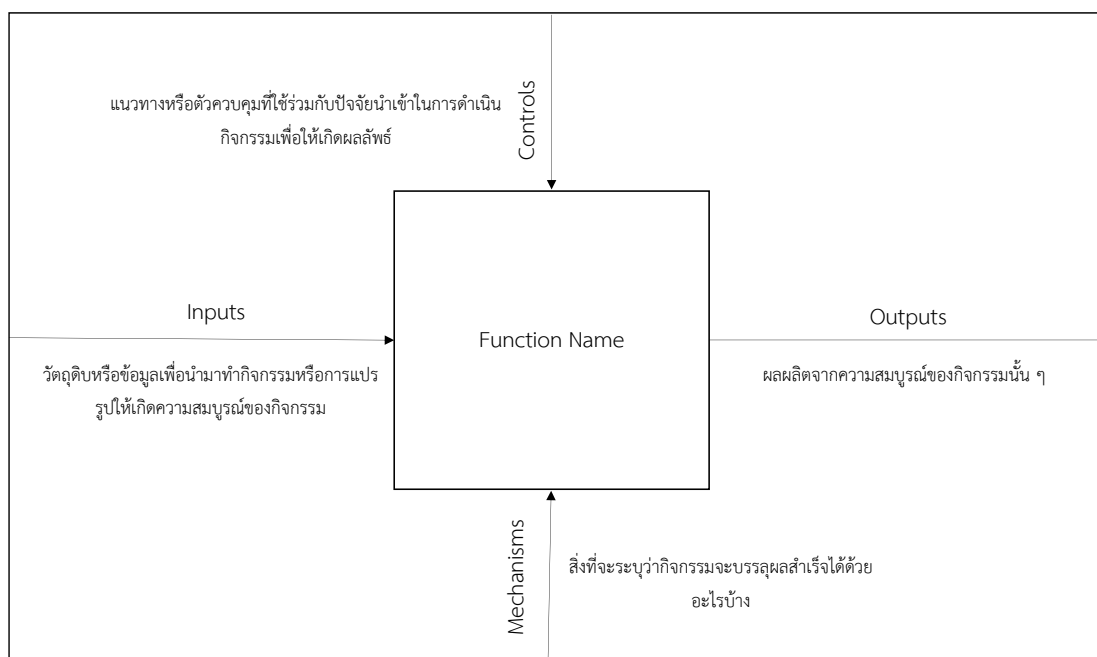 Controls
แนวทางหรือตัวควบคุมที่ใช้ร่วมกับปัจจัยนำเข้าในการดำเนิน
กิจกรรมเพื่อให้เกิดผลลัพธ์
Inputs
วัตถุดิบหรือข้อมูลเพื่อนำมาทำกิจกรรมหรือการแปร
รูปให้เกิดความสมบูรณ์ของกิจกรรม
Function Name
Outputs
ผลผลิตจากความสมบูรณ์ของกิจกรรมนั้น ๆ
Mechanisms
สิ่งที่จะระบุว่ากิจกรรมจะบรรลุผลสำเร็จได้ด้วย
อะไรบ้าง